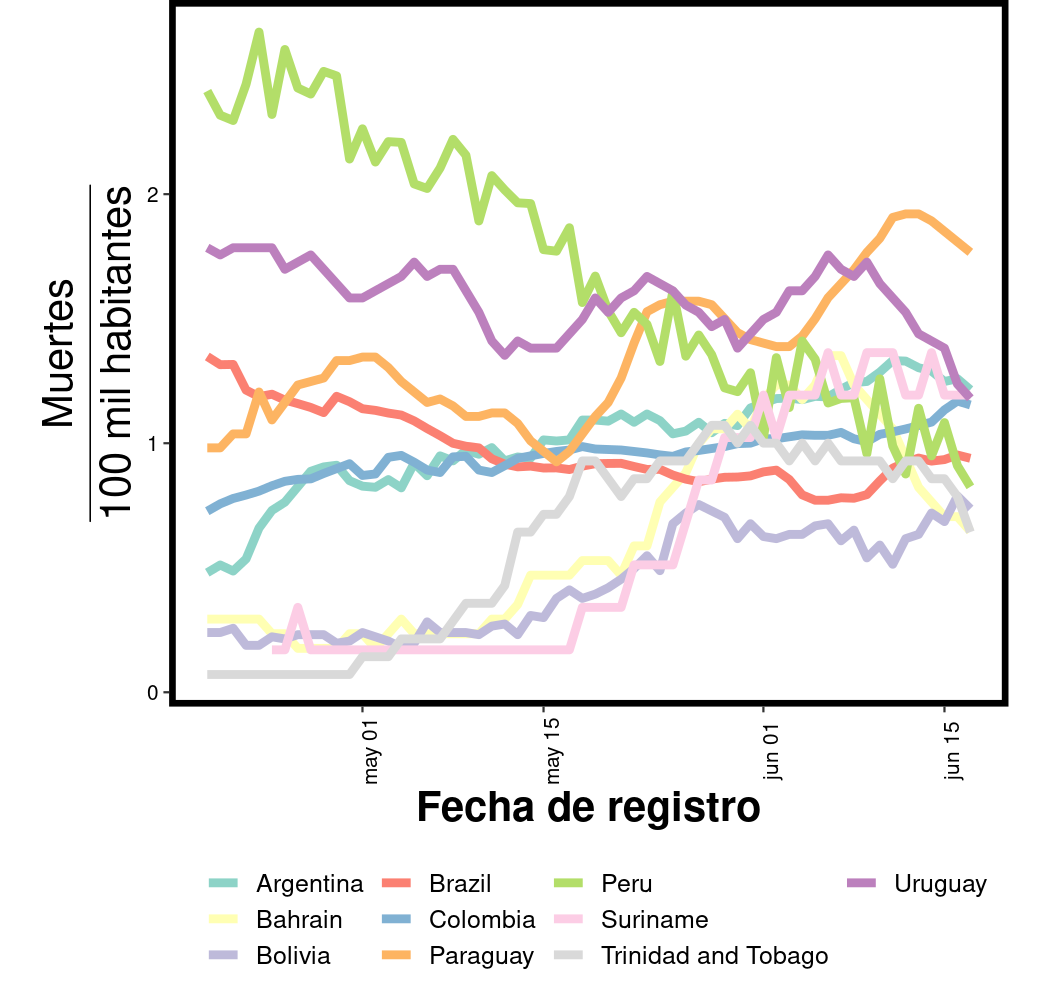 Muertes
100 mil habitantes
2
1
0
may 01
may 15
jun 01
jun 15
Fecha de registro
Argentina
Brazil
Peru
Uruguay
Bahrain
Colombia
Suriname
Bolivia
Paraguay
Trinidad and Tobago